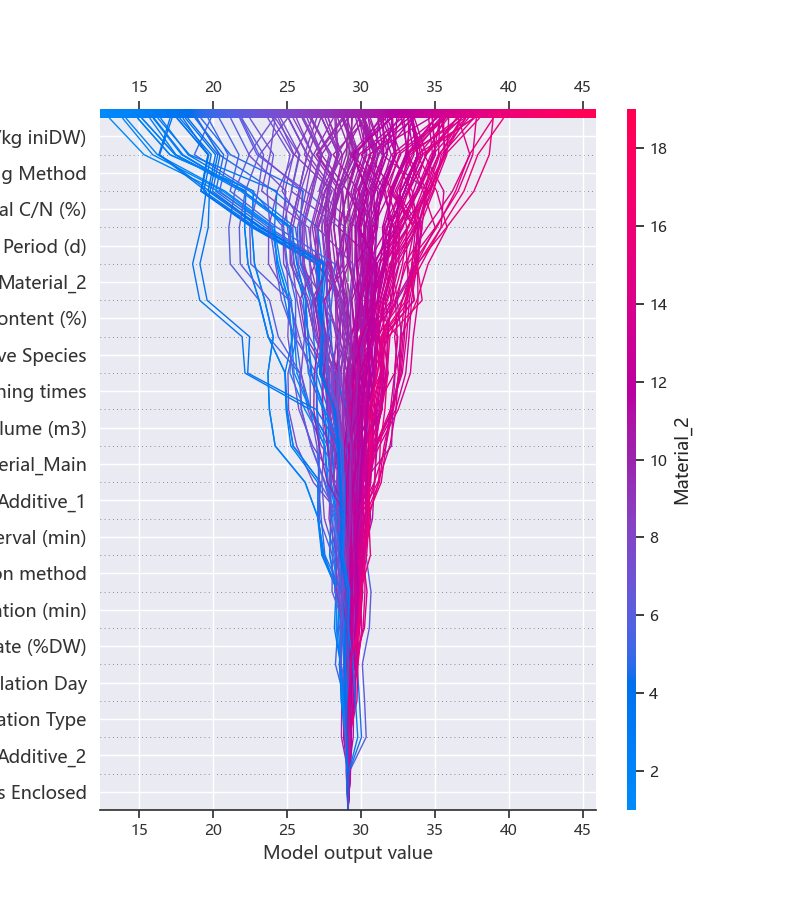 15 20 25 30 35 40 45
/kg iniDW)
g Method
al C/N (%)
Period (d)
Material_2
ontent (%)
ve Species
ning times
lume (m3)
erial_Main
Additive_1
erval (min)
on method
ation (min)
ate (%DW)
lation Day
ation Type
Additive_2
s Enclosed
15 20 25 30 35 40 45
Model output value
18
16
14
12
10
8
6
4
2
Material_2